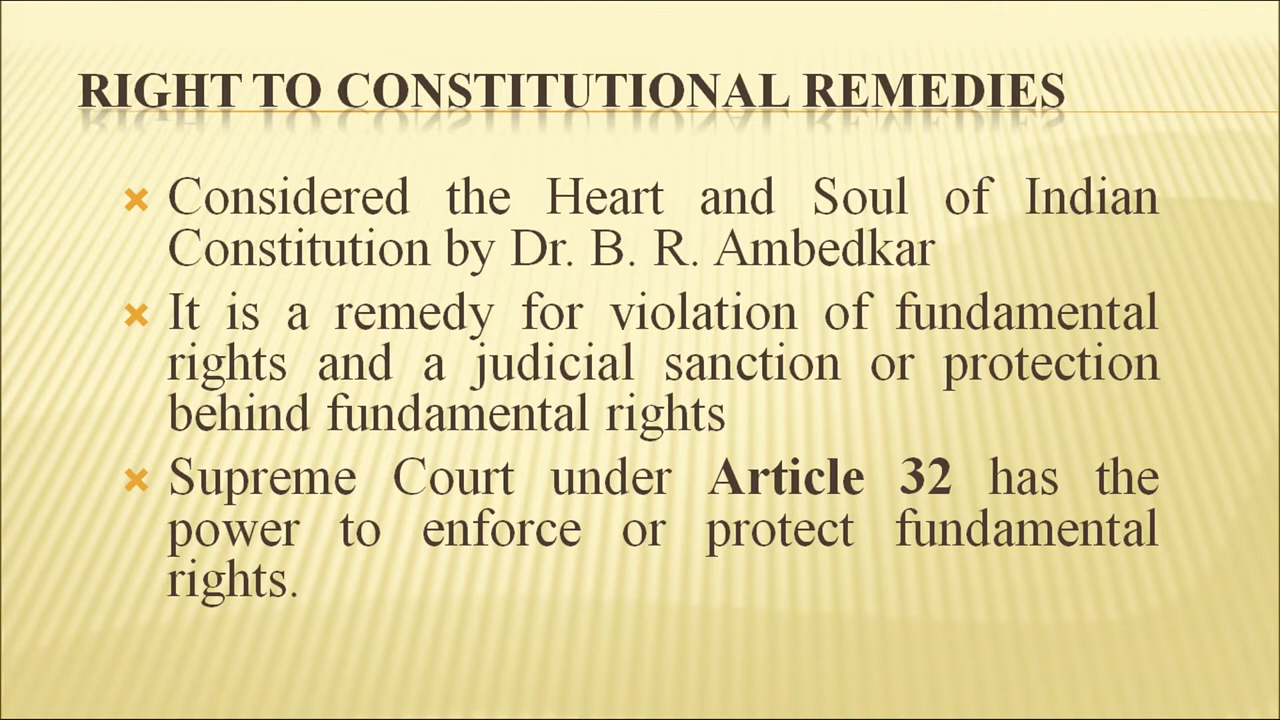 RIGHT TO CONSTITUTIONAL REMEDIES
Considered the Heart and Soul of Indian
Constitution by Dr. B. R. Ambedkar
It is a remedy for violation of fundamental
rights and a judicial sanction or protection
behind fundamental rights
Supreme Court under Article 32 has the
power to enforce or protect fundamental
rights.